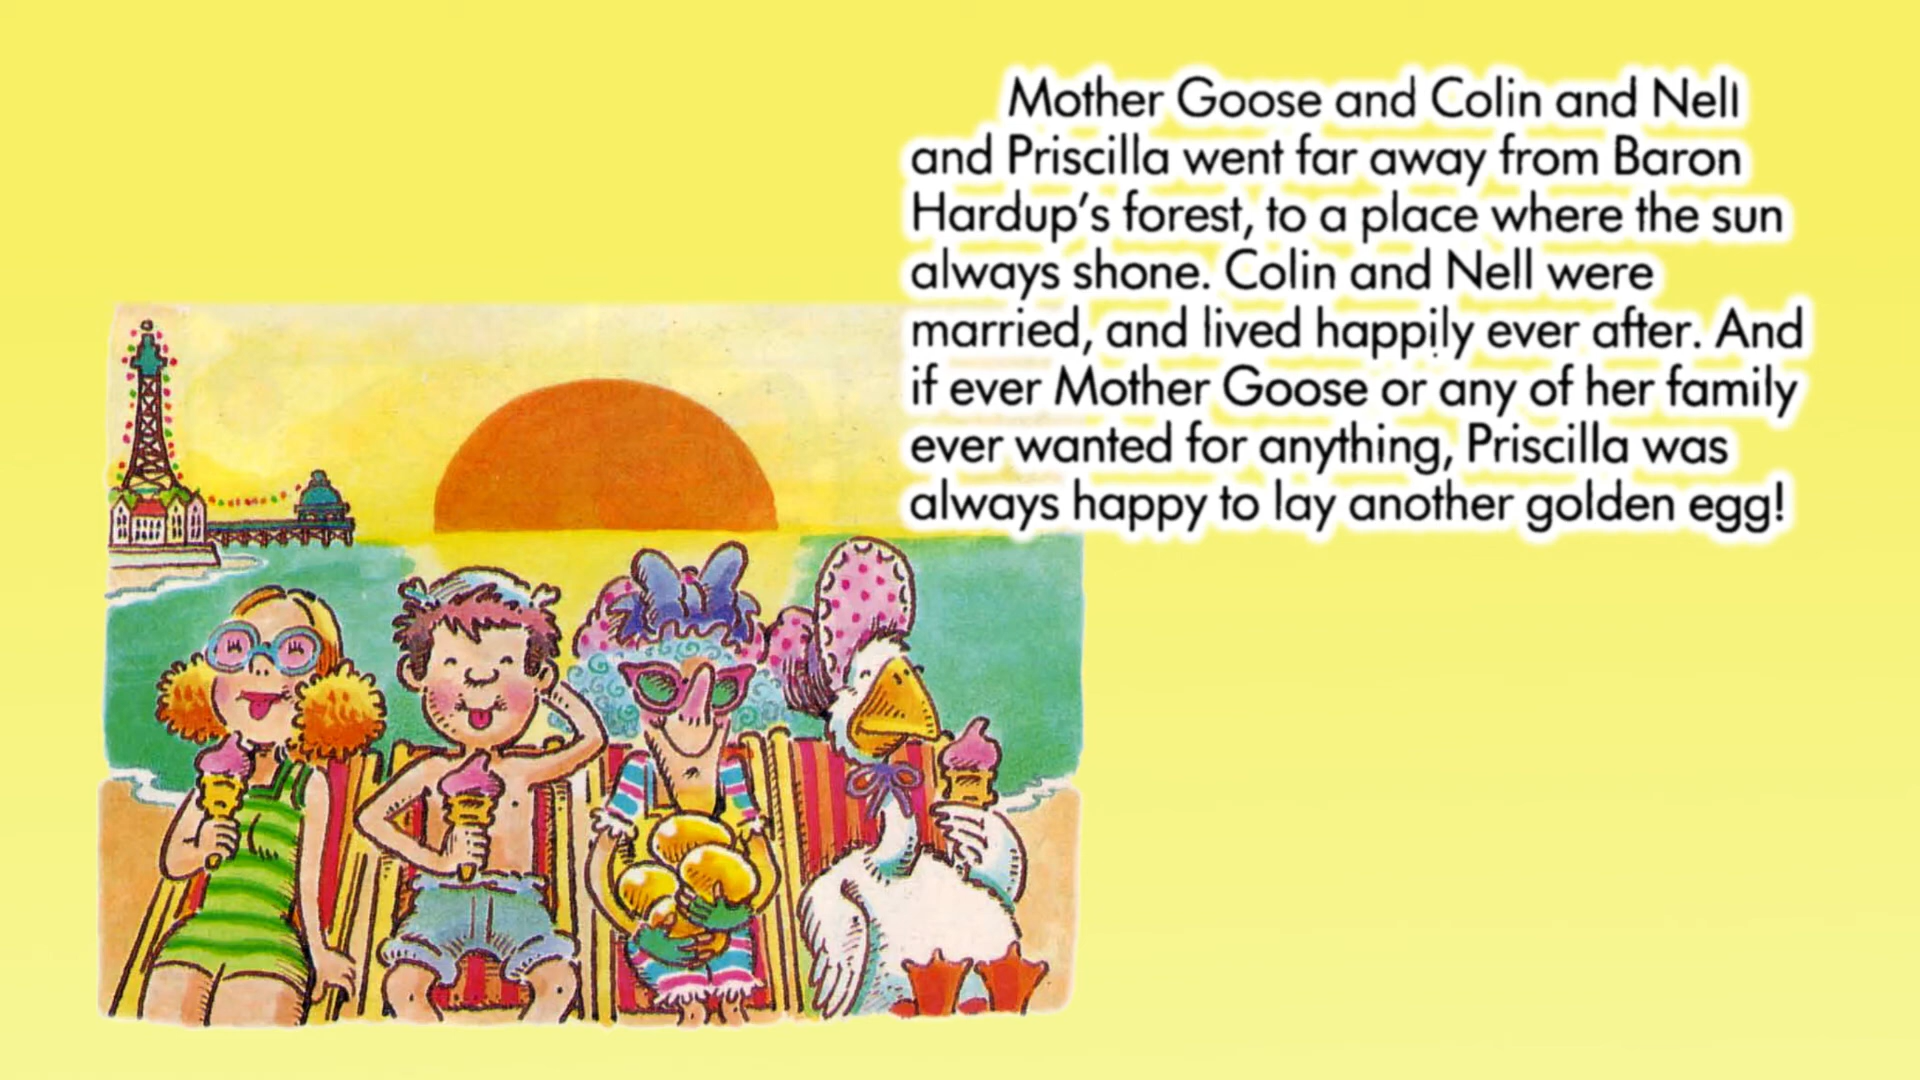 Mother Goose and Colin and Nell
and Priscilla went far away from Baron
Hardup's forest, to a place where the sun
always shone. Colin and Nell were
married, and lived happily ever after. And
if ever Mother Goose or any of her family
ever wanted for anything, Priscilla was
always happy to lay another golden egg!